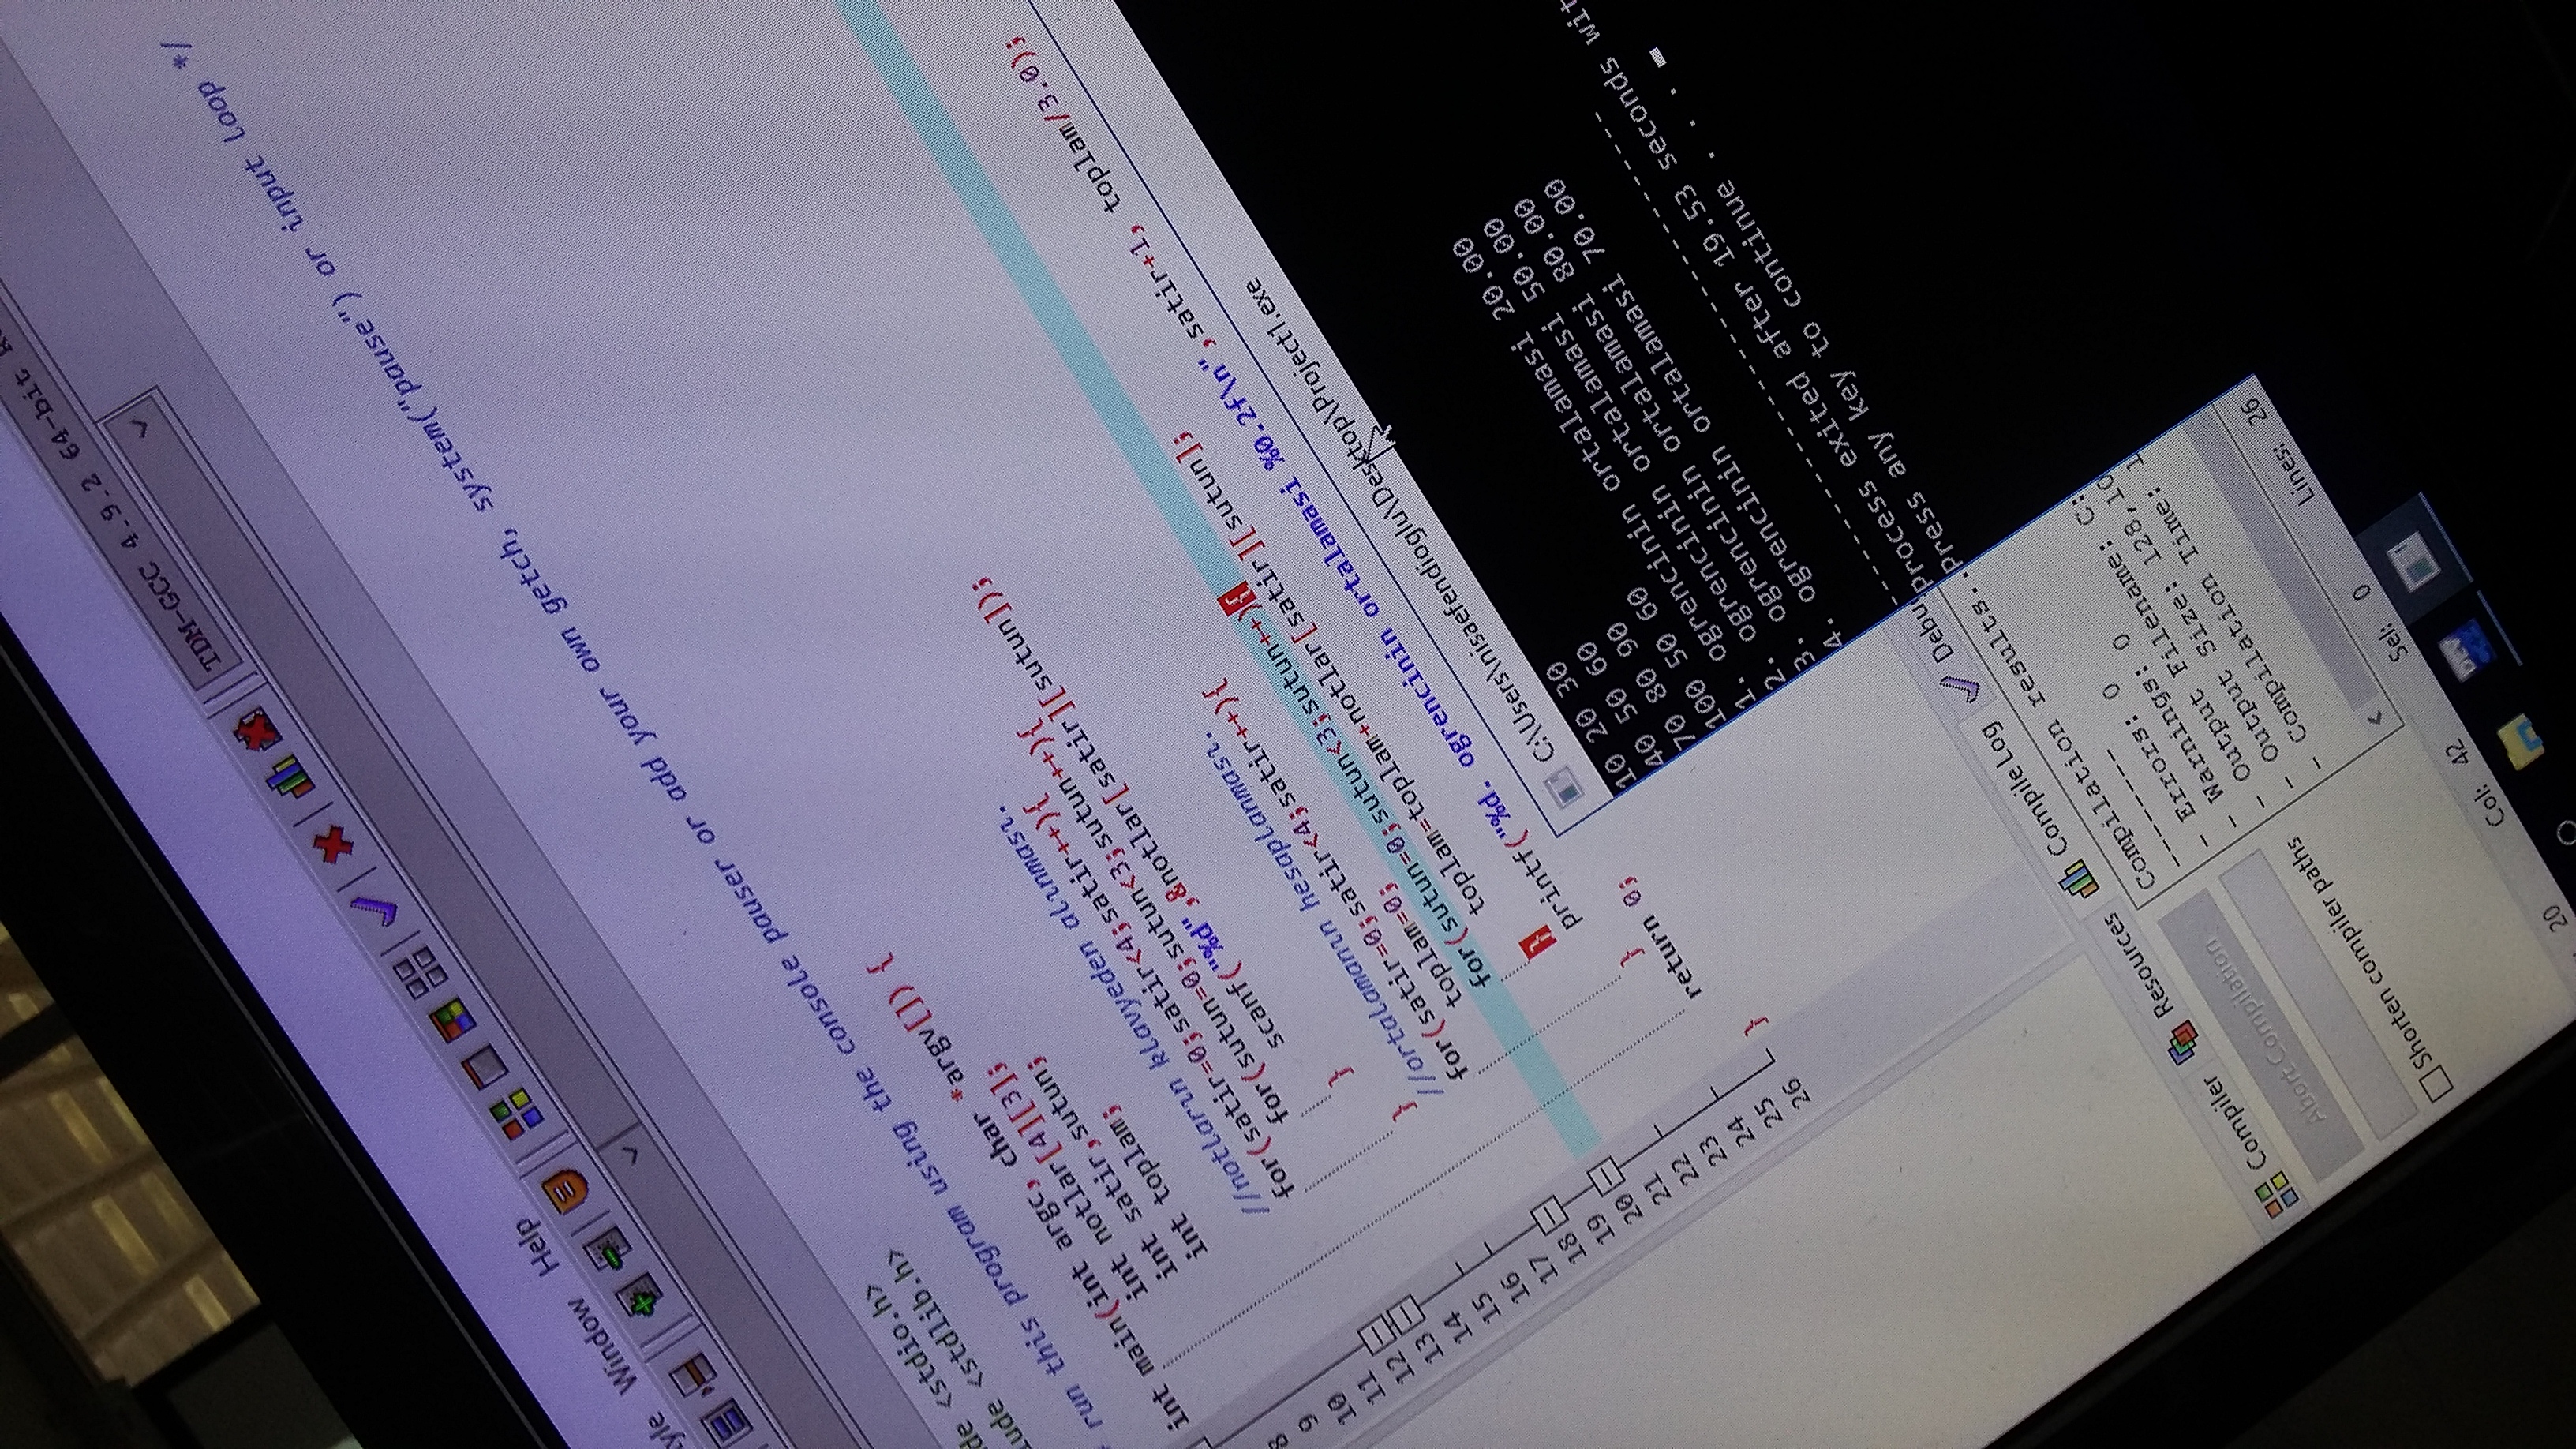 Window Help
TDM-GCC 4.9.2 64-bit
<stdio.h>
<stdlib.h>
run this program using the console pauser or add your own getch, system("pause") or input loop */
int main(int argc, char *argv[]) {
int notlar[4][3];
int satir,sutun;
int toplam;
//notların klavyeden alınması.
for(satir=0;satir<4;satir++){
for(sutun=0;sutun<3;sutun++){
scanf("%d",&notlar[satir][sutun]);
}
}
//ortalamanın hesaplanması.
for(satir=0;satir<4;satir++){
toplam=0;
for(sutun=0;sutun<3;sutun++){
toplam=toplam+notlar[satir][sutun];
}
printf("%d. ogrencinin ortalamasi %0.2f\n",satir+1, toplam/3.0);
}
return 0;
}
8
9
10
11
12
13
14
15
16
17
18
19
20
21
22
23
24
25
26
C:\Users\nisaefendioglu\Desktop\Project1.exe
10 20 30
40 50 60
70 80 90
100 50 60
1. ogrencinin ortalamasi 20.00
2. ogrencinin ortalamasi 50.00
3. ogrencinin ortalamasi 80.00
4. ogrencinin ortalamasi 70.00
--------------------------------
Process exited after 19.53 seconds
Press any key to continue . . .
Compiler Resources Compile Log
Abort Compilation
Shorten compiler paths
Compilation results...
--------
- Errors: 0
- Warnings: 0
- Output Filename: C:
- Output Size: 128,10
- Compilation Time: 1
20 Col: 42 Sel: 0 Lines: 26
DEV